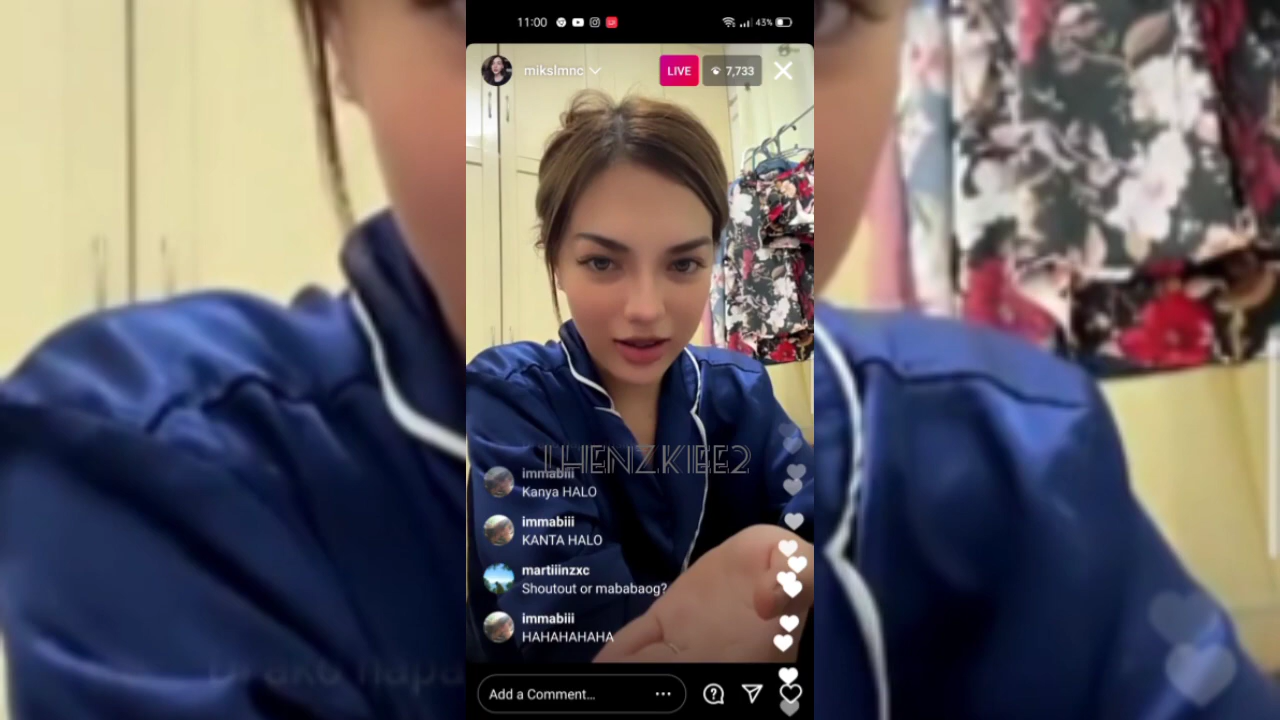 11:00
43%
mikslmnc
LIVE
7,733
LHENZKIEE2
immabiii
Kanya HALO
immabiii
KANTA HALO
martiiinzxc
Shoutout or mababaog?
immabiii
HAHAHAHAHA
Add a Comment...